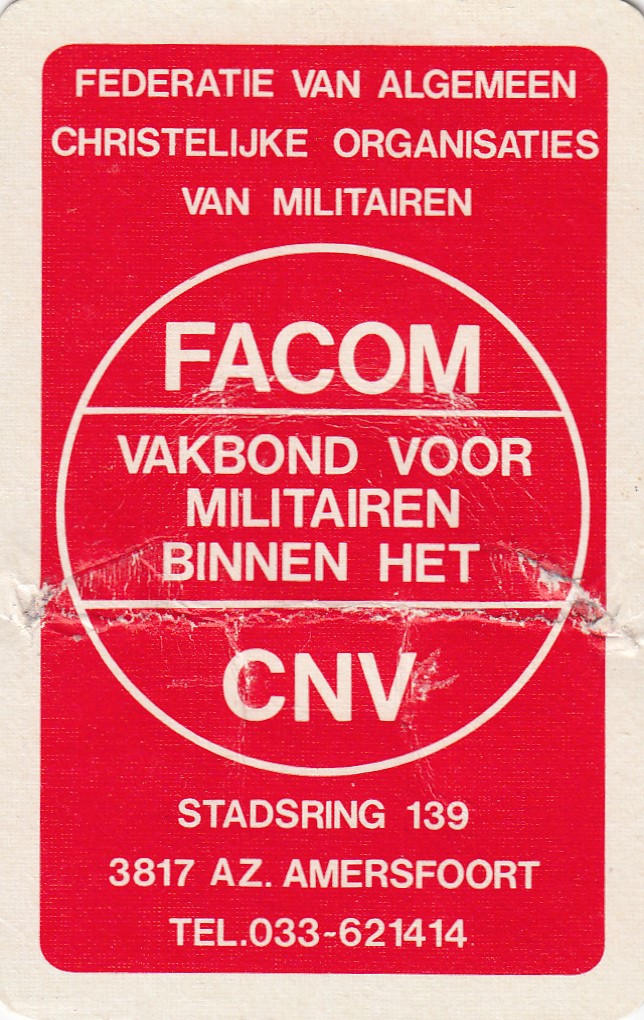 FEDERATIE VAN ALGEMEEN
CHRISTELIJKE ORGANISATIES
VAN MILITAIREN
FACOM
VAKBOND VOOR
MILITAIREN
BINNEN HET
CNV
STADSRING 139
3817 AZ. AMERSFOORT
TEL.033~621414